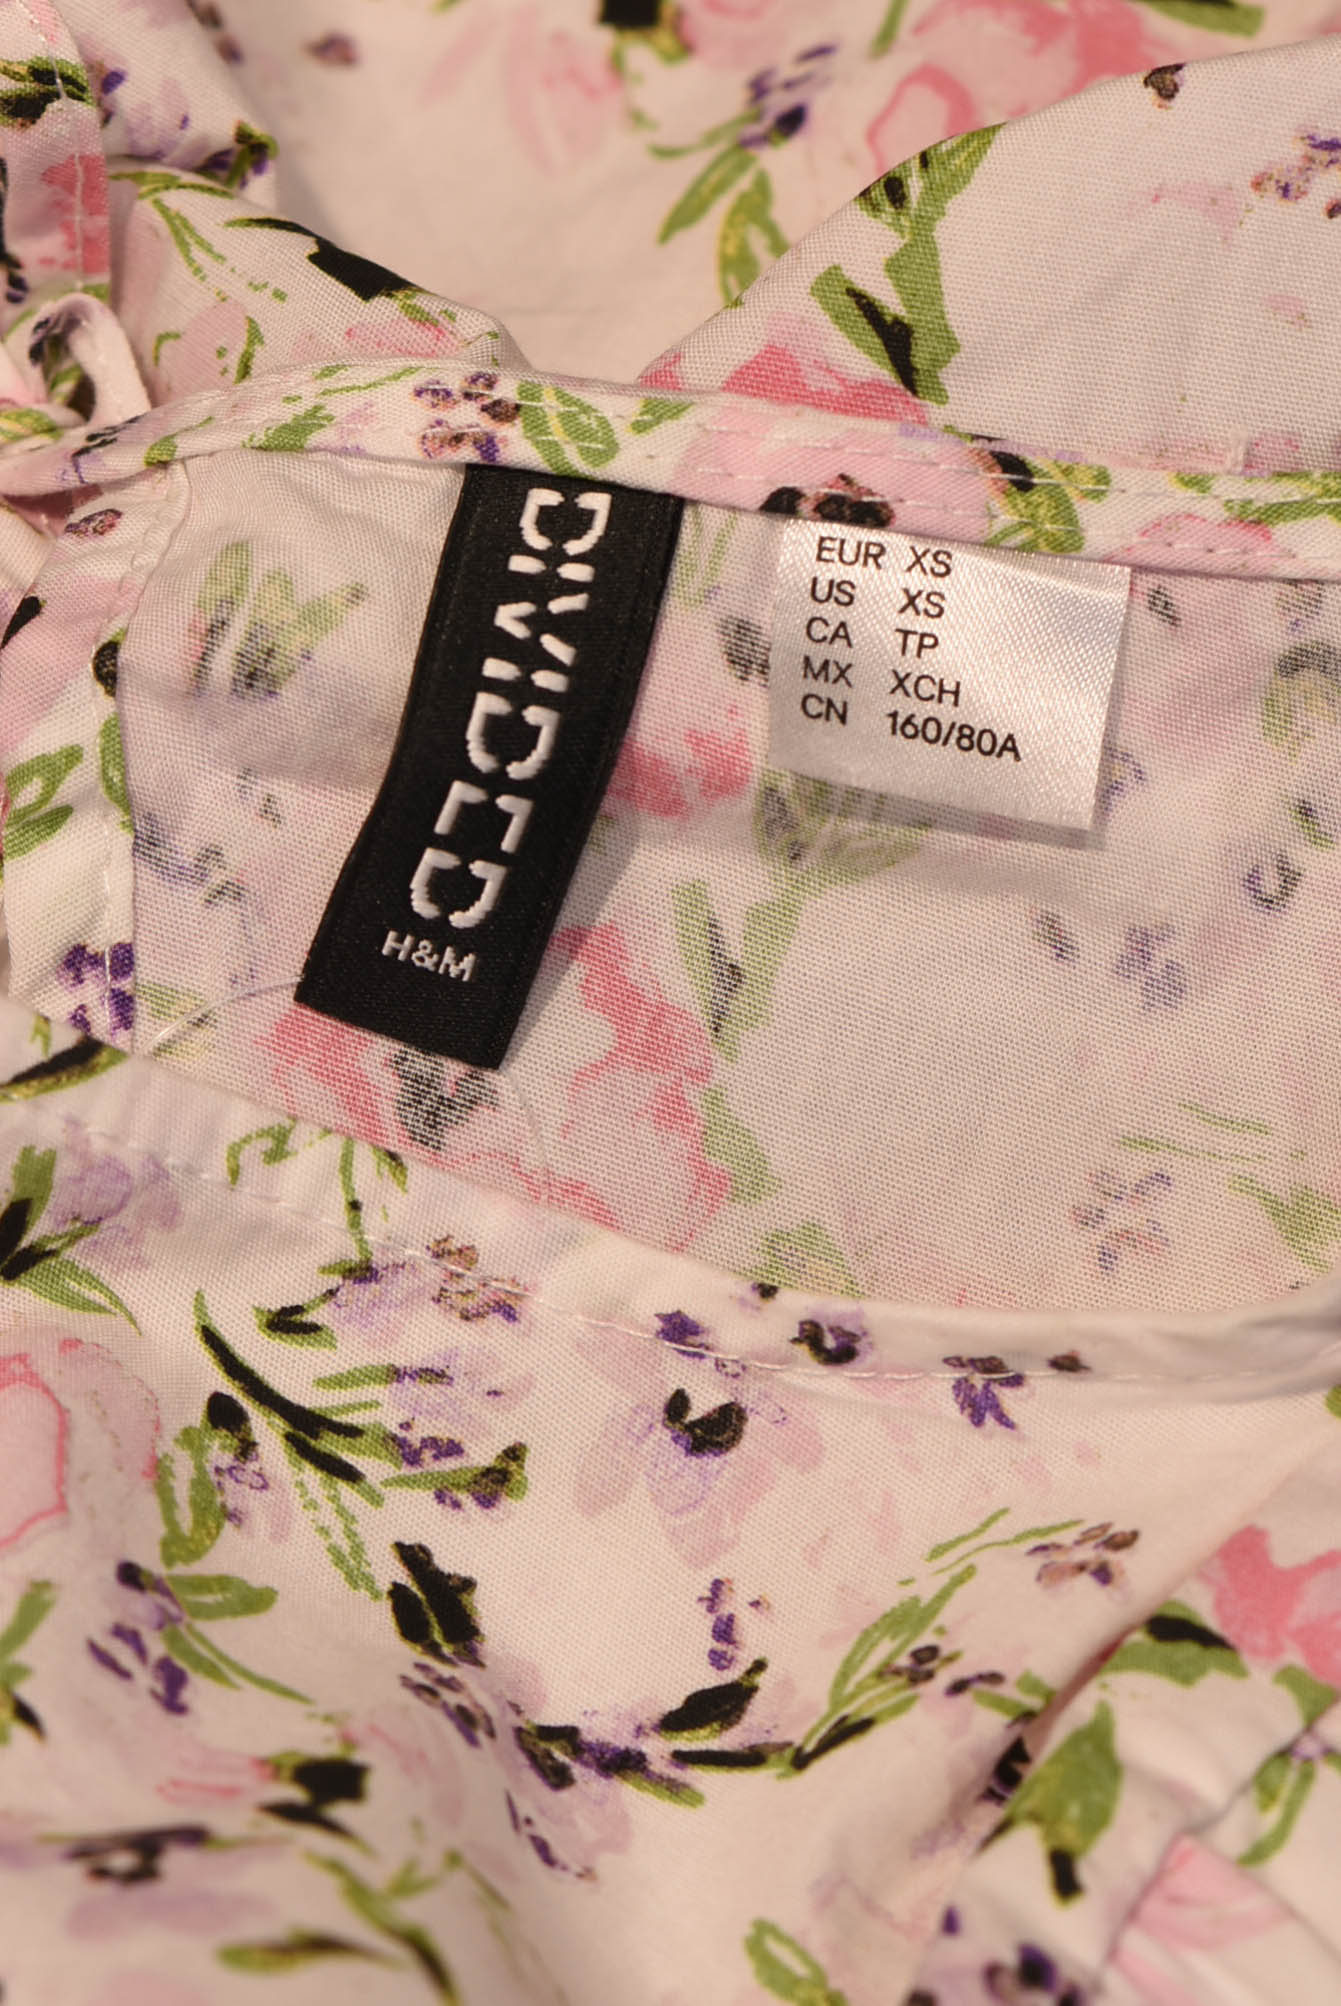 DIVIDED
H&M
EUR XS
US XS
CA TP
MX XCH
CN 160/80A